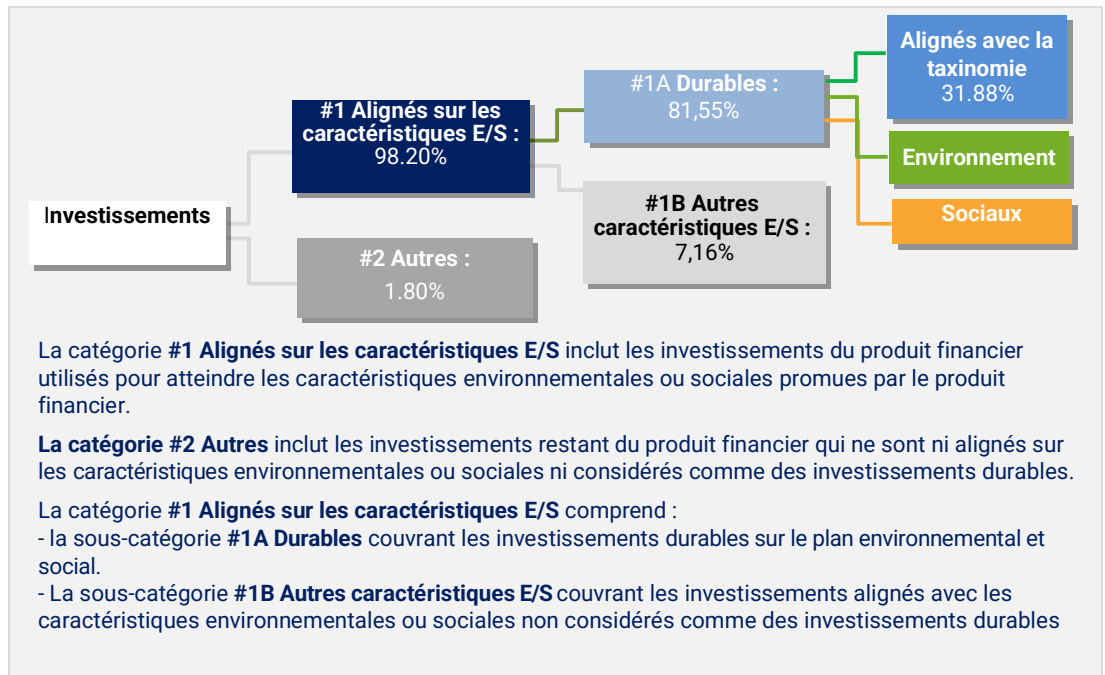 Investissements
#1 Alignés sur les
caractéristiques E/S :
98.20%
#2 Autres :
1.80%
#1A Durables :
81,55%
#1B Autres
caractéristiques E/S :
7,16%
Alignés avec la
taxinomie
31.88%
Environnement
Sociaux
La catégorie #1 Alignés sur les caractéristiques E/S inclut les investissements du produit financier
utilisés pour atteindre les caractéristiques environnementales ou sociales promues par le produit
financier.
La catégorie #2 Autres inclut les investissements restant du produit financier qui ne sont ni alignés sur
les caractéristiques environnementales ou sociales ni considérés comme des investissements durables.
La catégorie #1 Alignés sur les caractéristiques E/S comprend :
- la sous-catégorie #1A Durables couvrant les investissements durables sur le plan environnemental et
social.
- La sous-catégorie #1B Autres caractéristiques E/S couvrant les investissements alignés avec les
caractéristiques environnementales ou sociales non considérés comme des investissements durables